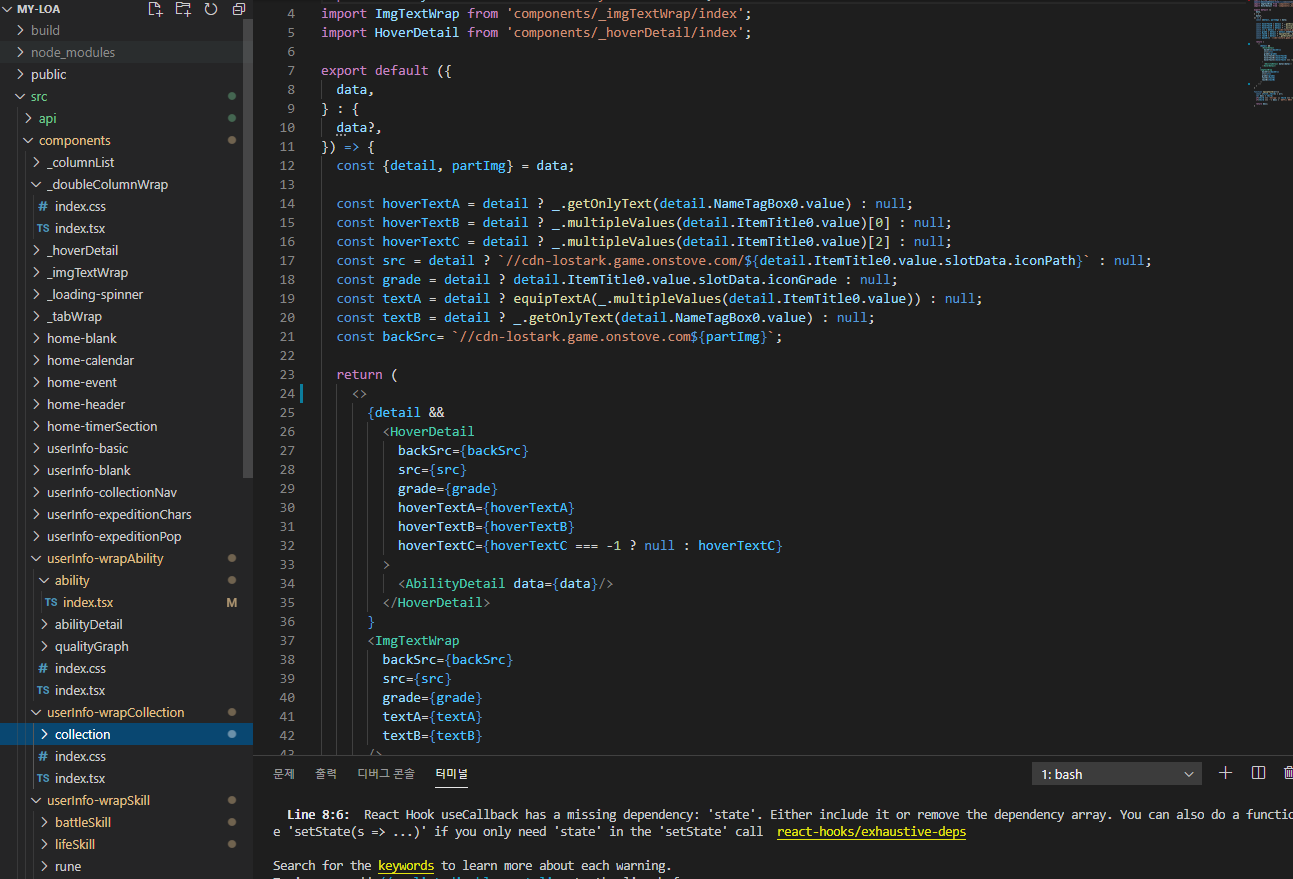 MY-LOA
build
node_modules
public
src
api
components
_columnList
_doubleColumnWrap
# index.css
TS index.tsx
_hoverDetail
_imgTextWrap
_loading-spinner
_tabWrap
home-blank
home-calendar
home-event
home-header
home-timerSection
userInfo-basic
userInfo-blank
userInfo-collectionNav
userInfo-expeditionChars
userInfo-expeditionPop
userInfo-wrapAbility
ability
TS index.tsx M
abilityDetail
qualityGraph
# index.css
TS index.tsx
userInfo-wrapCollection
collection
# index.css
TS index.tsx
userInfo-wrapSkill
battleSkill
lifeSkill
rune
4 import ImgTextWrap from 'components/_imgTextWrap/index';
5 import HoverDetail from 'components/_hoverDetail/index';
6
7 export default ({
8 data,
9 } : {
10 data?,
11 }) => {
12 const {detail, partImg} = data;
13
14 const hoverTextA = detail ? _.getOnlyText(detail.NameTagBox0.value) : null;
15 const hoverTextB = detail ? _.multipleValues(detail.ItemTitle0.value)[0] : null;
16 const hoverTextC = detail ? _.multipleValues(detail.ItemTitle0.value)[2] : null;
17 const src = detail ? `//cdn-lostark.game.onstove.com/${detail.ItemTitle0.value.slotData.iconPath}` : null;
18 const grade = detail ? detail.ItemTitle0.value.slotData.iconGrade : null;
19 const textA = detail ? equipTextA(_.multipleValues(detail.ItemTitle0.value)) : null;
20 const textB = detail ? _.getOnlyText(detail.NameTagBox0.value) : null;
21 const backSrc= `//cdn-lostark.game.onstove.com${partImg}`;
22
23 return (
24 <>
25 {detail &&
26 <HoverDetail
27 backSrc={backSrc}
28 src={src}
29 grade={grade}
30 hoverTextA={hoverTextA}
31 hoverTextB={hoverTextB}
32 hoverTextC={hoverTextC === -1 ? null : hoverTextC}
33 >
34 <AbilityDetail data={data}/>
35 </HoverDetail>
36 }
37 <ImgTextWrap
38 backSrc={backSrc}
39 src={src}
40 grade={grade}
41 textA={textA}
42 textB={textB}
43 />
문제 출력 디버그 콘솔 터미널 1: bash
Line 8:6: React Hook useCallback has a missing dependency: 'state'. Either include it or remove the dependency array. You can also do a functio
e 'setState(s => ...)' if you only need 'state' in the 'setState' call react-hooks/exhaustive-deps
Search for the keywords to learn more about each warning.